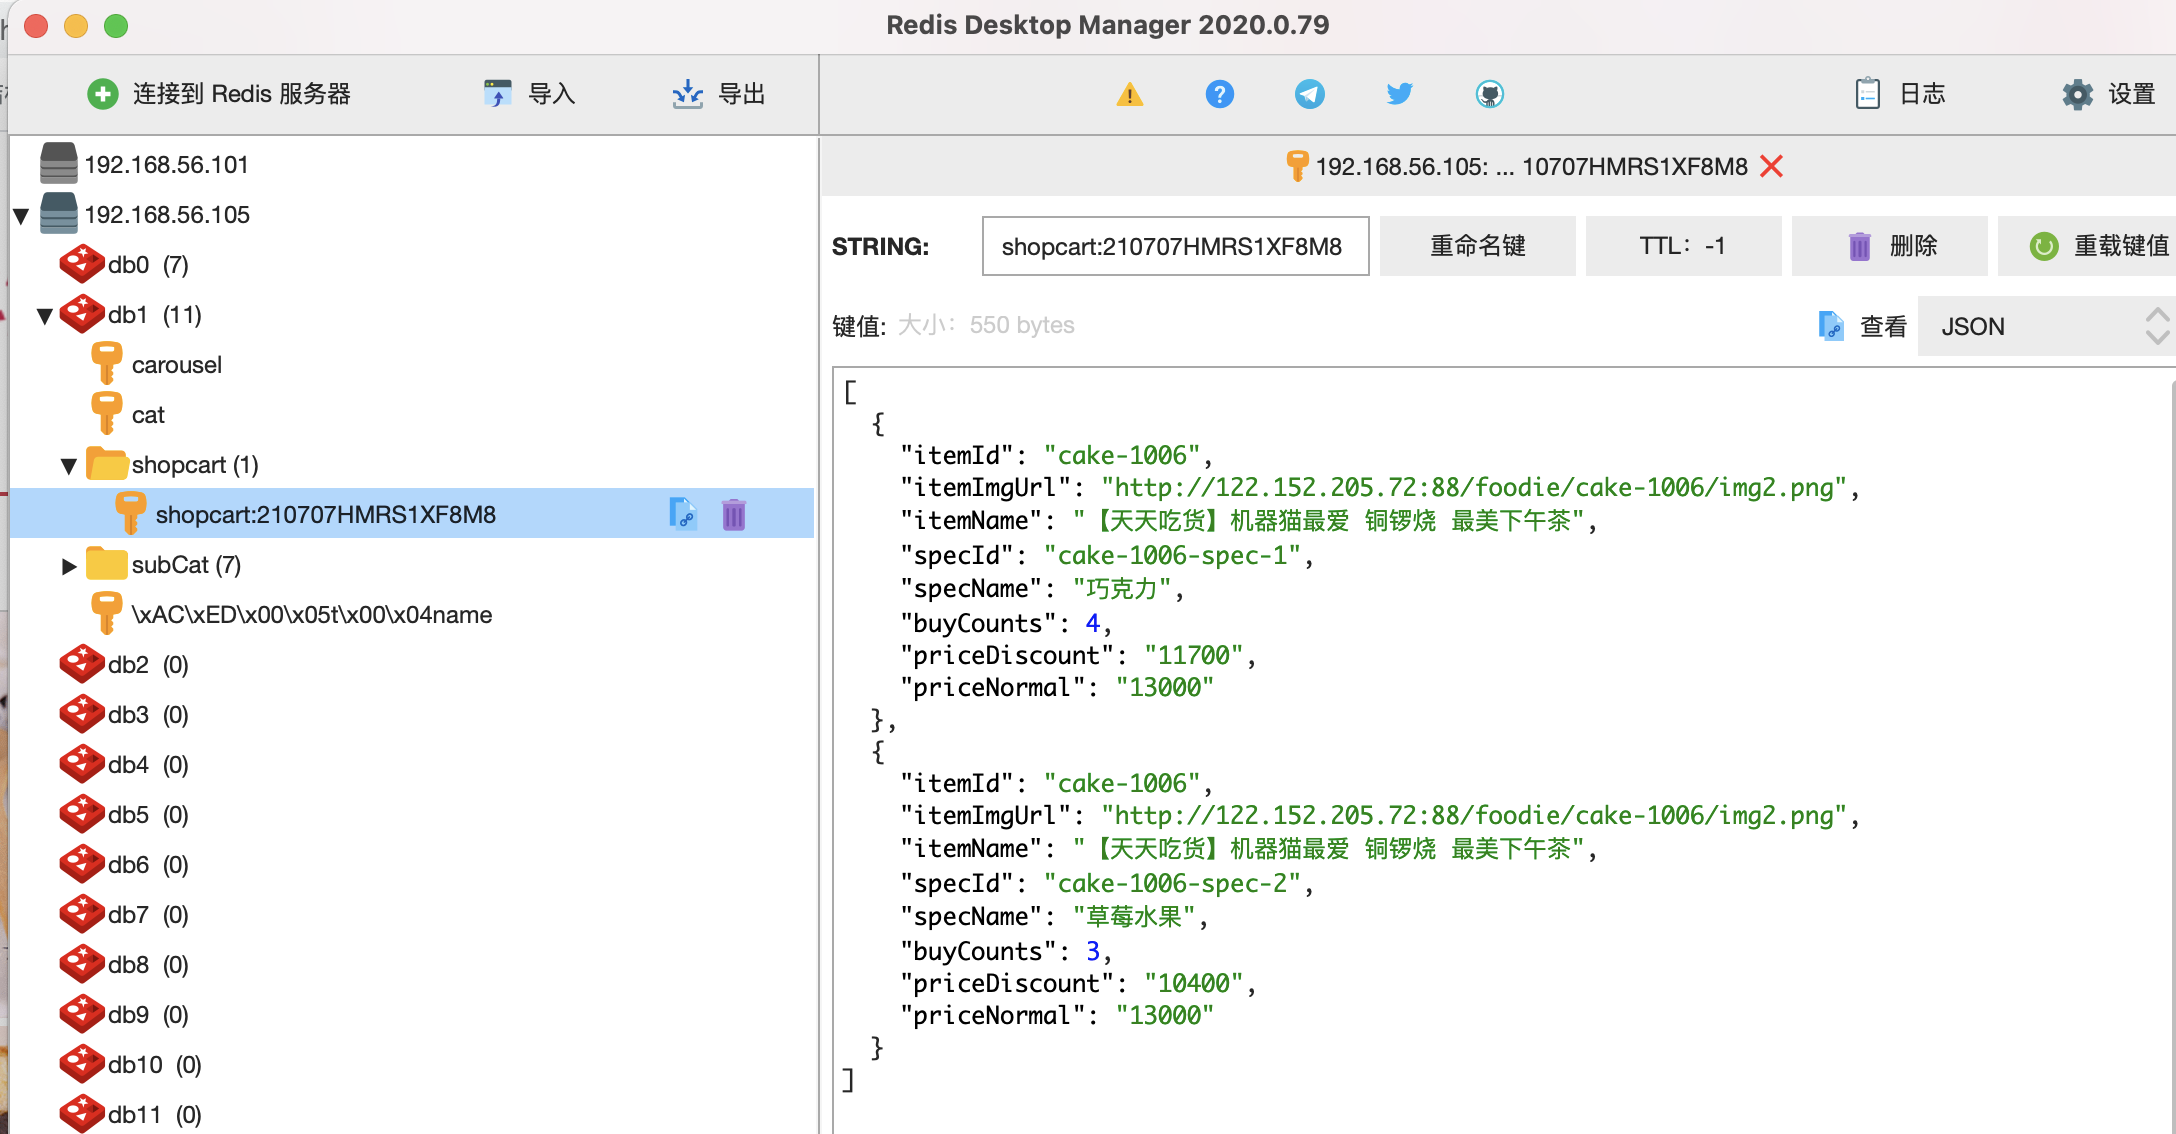 Redis Desktop Manager 2020.0.79
连接到 Redis 服务器 导入 导出 日志 设置
192.168.56.101
192.168.56.105
db0 (7)
db1 (11)
carousel
cat
shopcart (1)
shopcart:210707HMRS1XF8M8
subCat (7)
\xAC\xED\x00\x05t\x00\x04name
db2 (0)
db3 (0)
db4 (0)
db5 (0)
db6 (0)
db7 (0)
db8 (0)
db9 (0)
db10 (0)
db11 (0)
192.168.56.105: ... 10707HMRS1XF8M8
STRING: shopcart:210707HMRS1XF8M8 重命名键 TTL：-1 删除 重载键值
键值: 大小：550 bytes 查看 JSON
[
{
"itemId": "cake-1006",
"itemImgUrl": "http://122.152.205.72:88/foodie/cake-1006/img2.png",
"itemName": "【天天吃货】机器猫最爱 铜锣烧 最美下午茶",
"specId": "cake-1006-spec-1",
"specName": "巧克力",
"buyCounts": 4,
"priceDiscount": "11700",
"priceNormal": "13000"
},
{
"itemId": "cake-1006",
"itemImgUrl": "http://122.152.205.72:88/foodie/cake-1006/img2.png",
"itemName": "【天天吃货】机器猫最爱 铜锣烧 最美下午茶",
"specId": "cake-1006-spec-2",
"specName": "草莓水果",
"buyCounts": 3,
"priceDiscount": "10400",
"priceNormal": "13000"
}
]